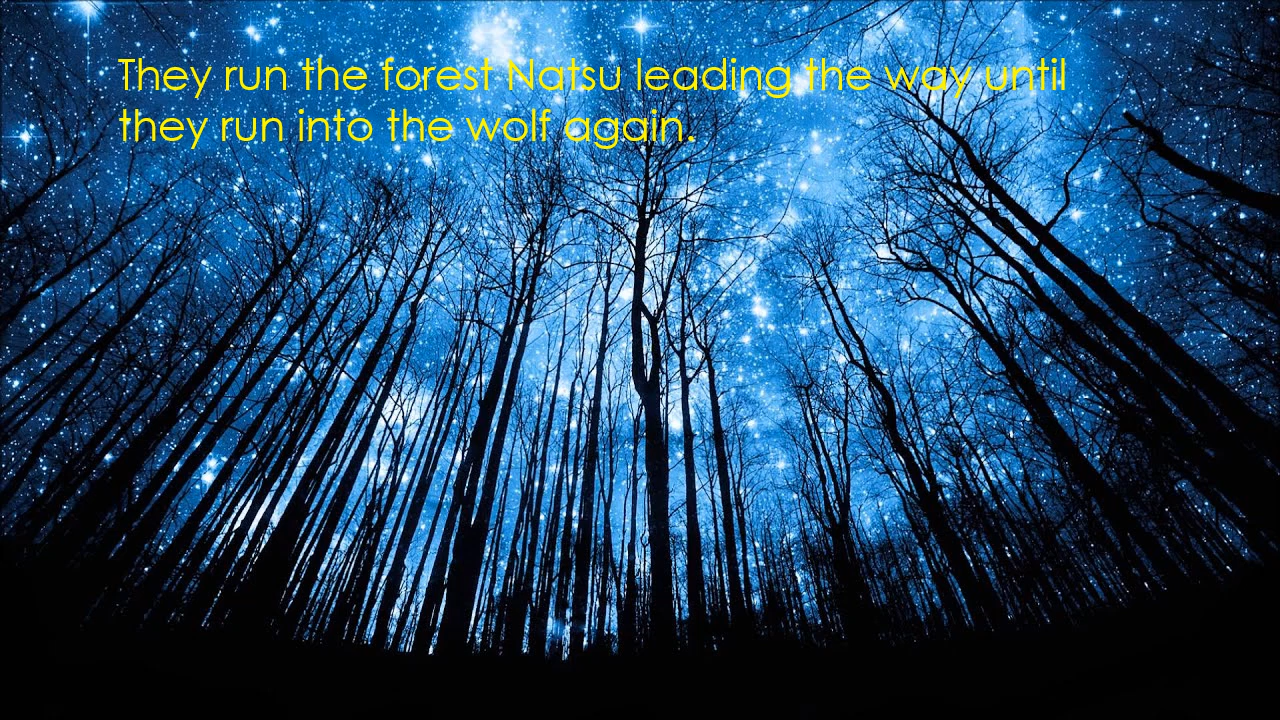 They run the forest Natsu leading the way until
they run into the wolf again.